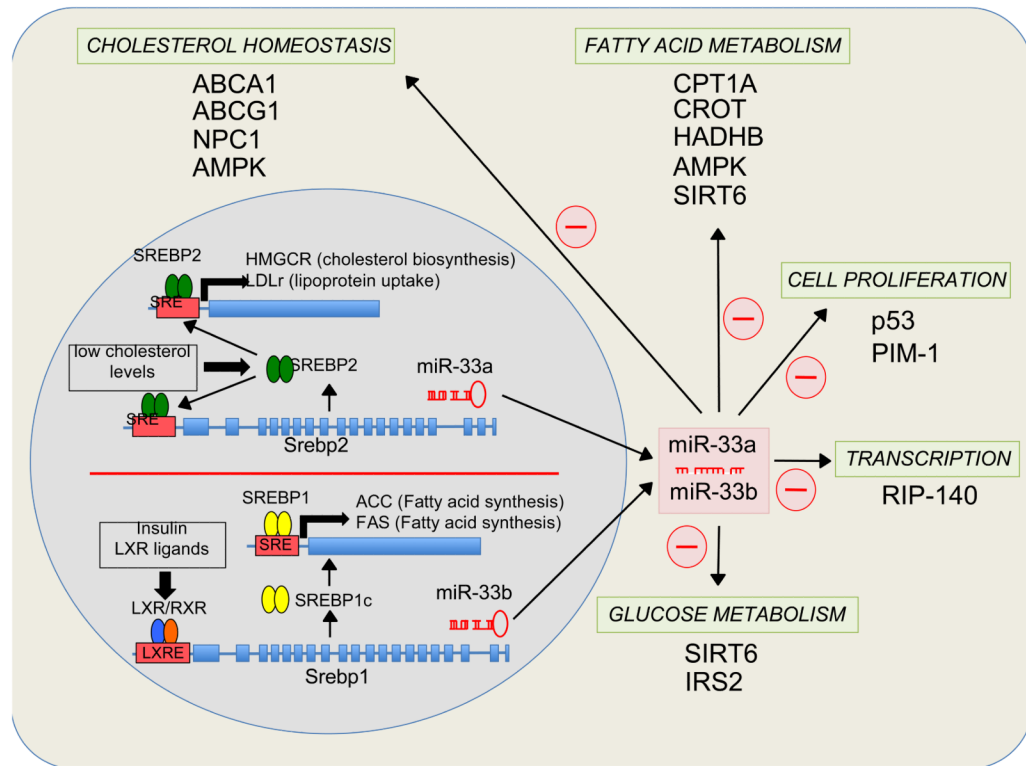 CHOLESTEROL HOMEOSTASIS
ABCA1
ABCG1
NPC1
AMPK
FATTY ACID METABOLISM
CPT1A
CROT
HADHB
AMPK
SIRT6
CELL PROLIFERATION
p53
PIM-1
TRANSCRIPTION
RIP-140
GLUCOSE METABOLISM
SIRT6
IRS2
miR-33a
miR-33b
SREBP2
HMGCR (cholesterol biosynthesis)
LDLr (lipoprotein uptake)
SRE
low cholesterol
levels
SREBP2
miR-33a
SRE
Srebp2
SREBP1
ACC (Fatty acid synthesis)
FAS (Fatty acid synthesis)
SRE
Insulin
LXR ligands
LXR/RXR
SREBP1c
miR-33b
LXRE
Srebp1